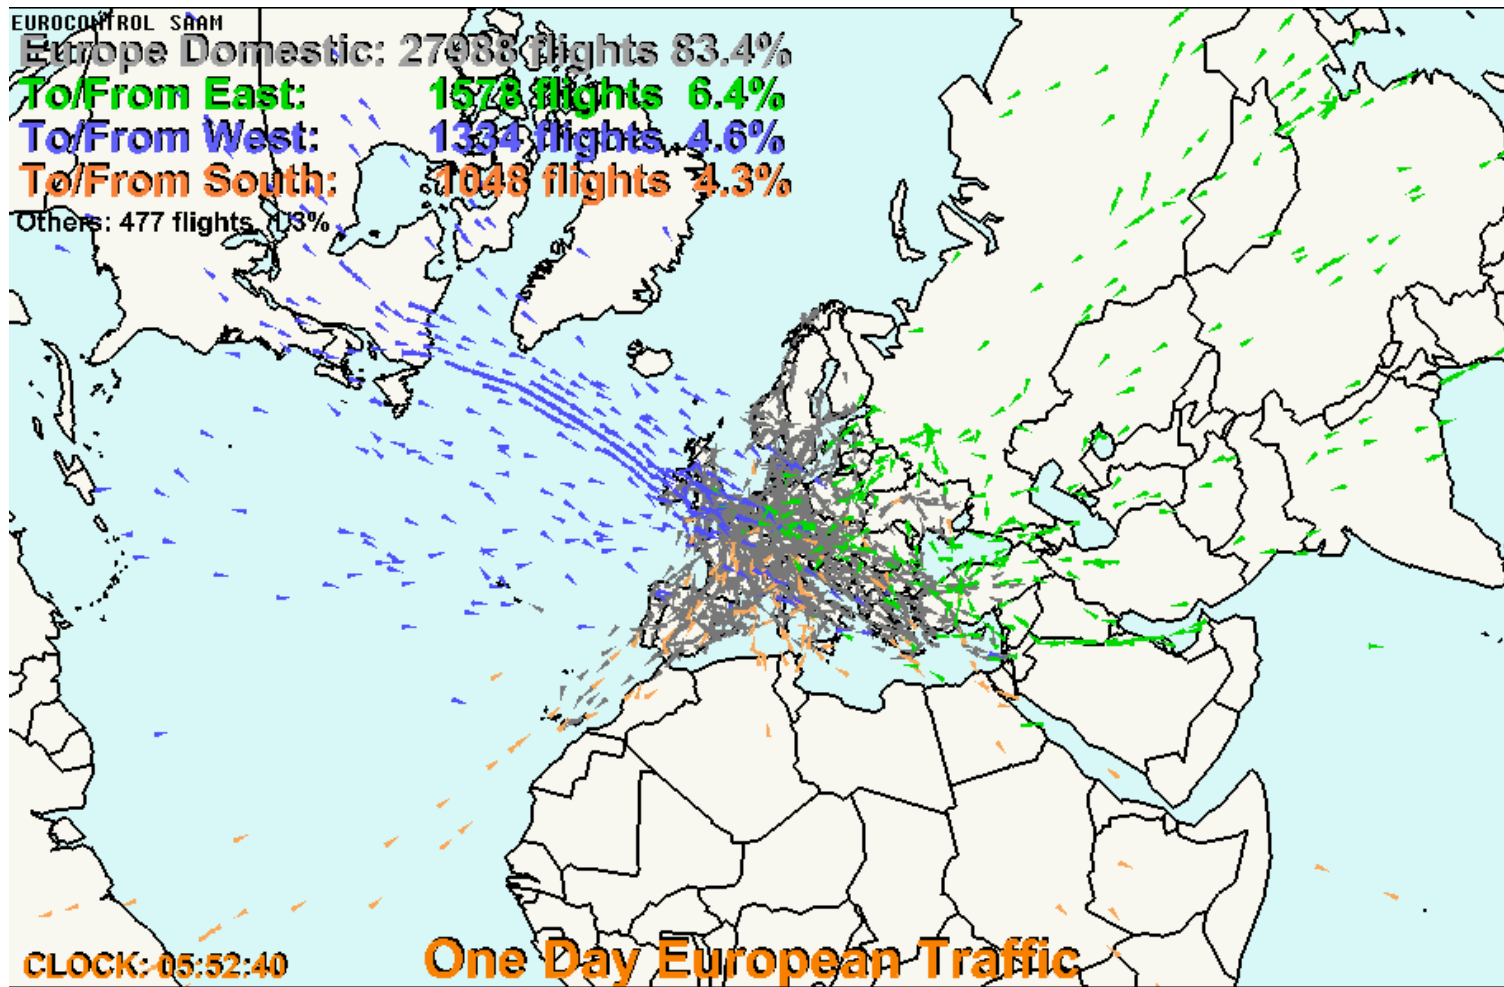 EUROCONTROL SAAM
Europe Domestic: 27988 flights 83.4%
To/From East: 1578 flights 6.4%
To/From West: 1334 flights 4.6%
To/From South: 1048 flights 4.3%
Others: 477 flights 1.3%
CLOCK: 05:52:40
One Day European Traffic